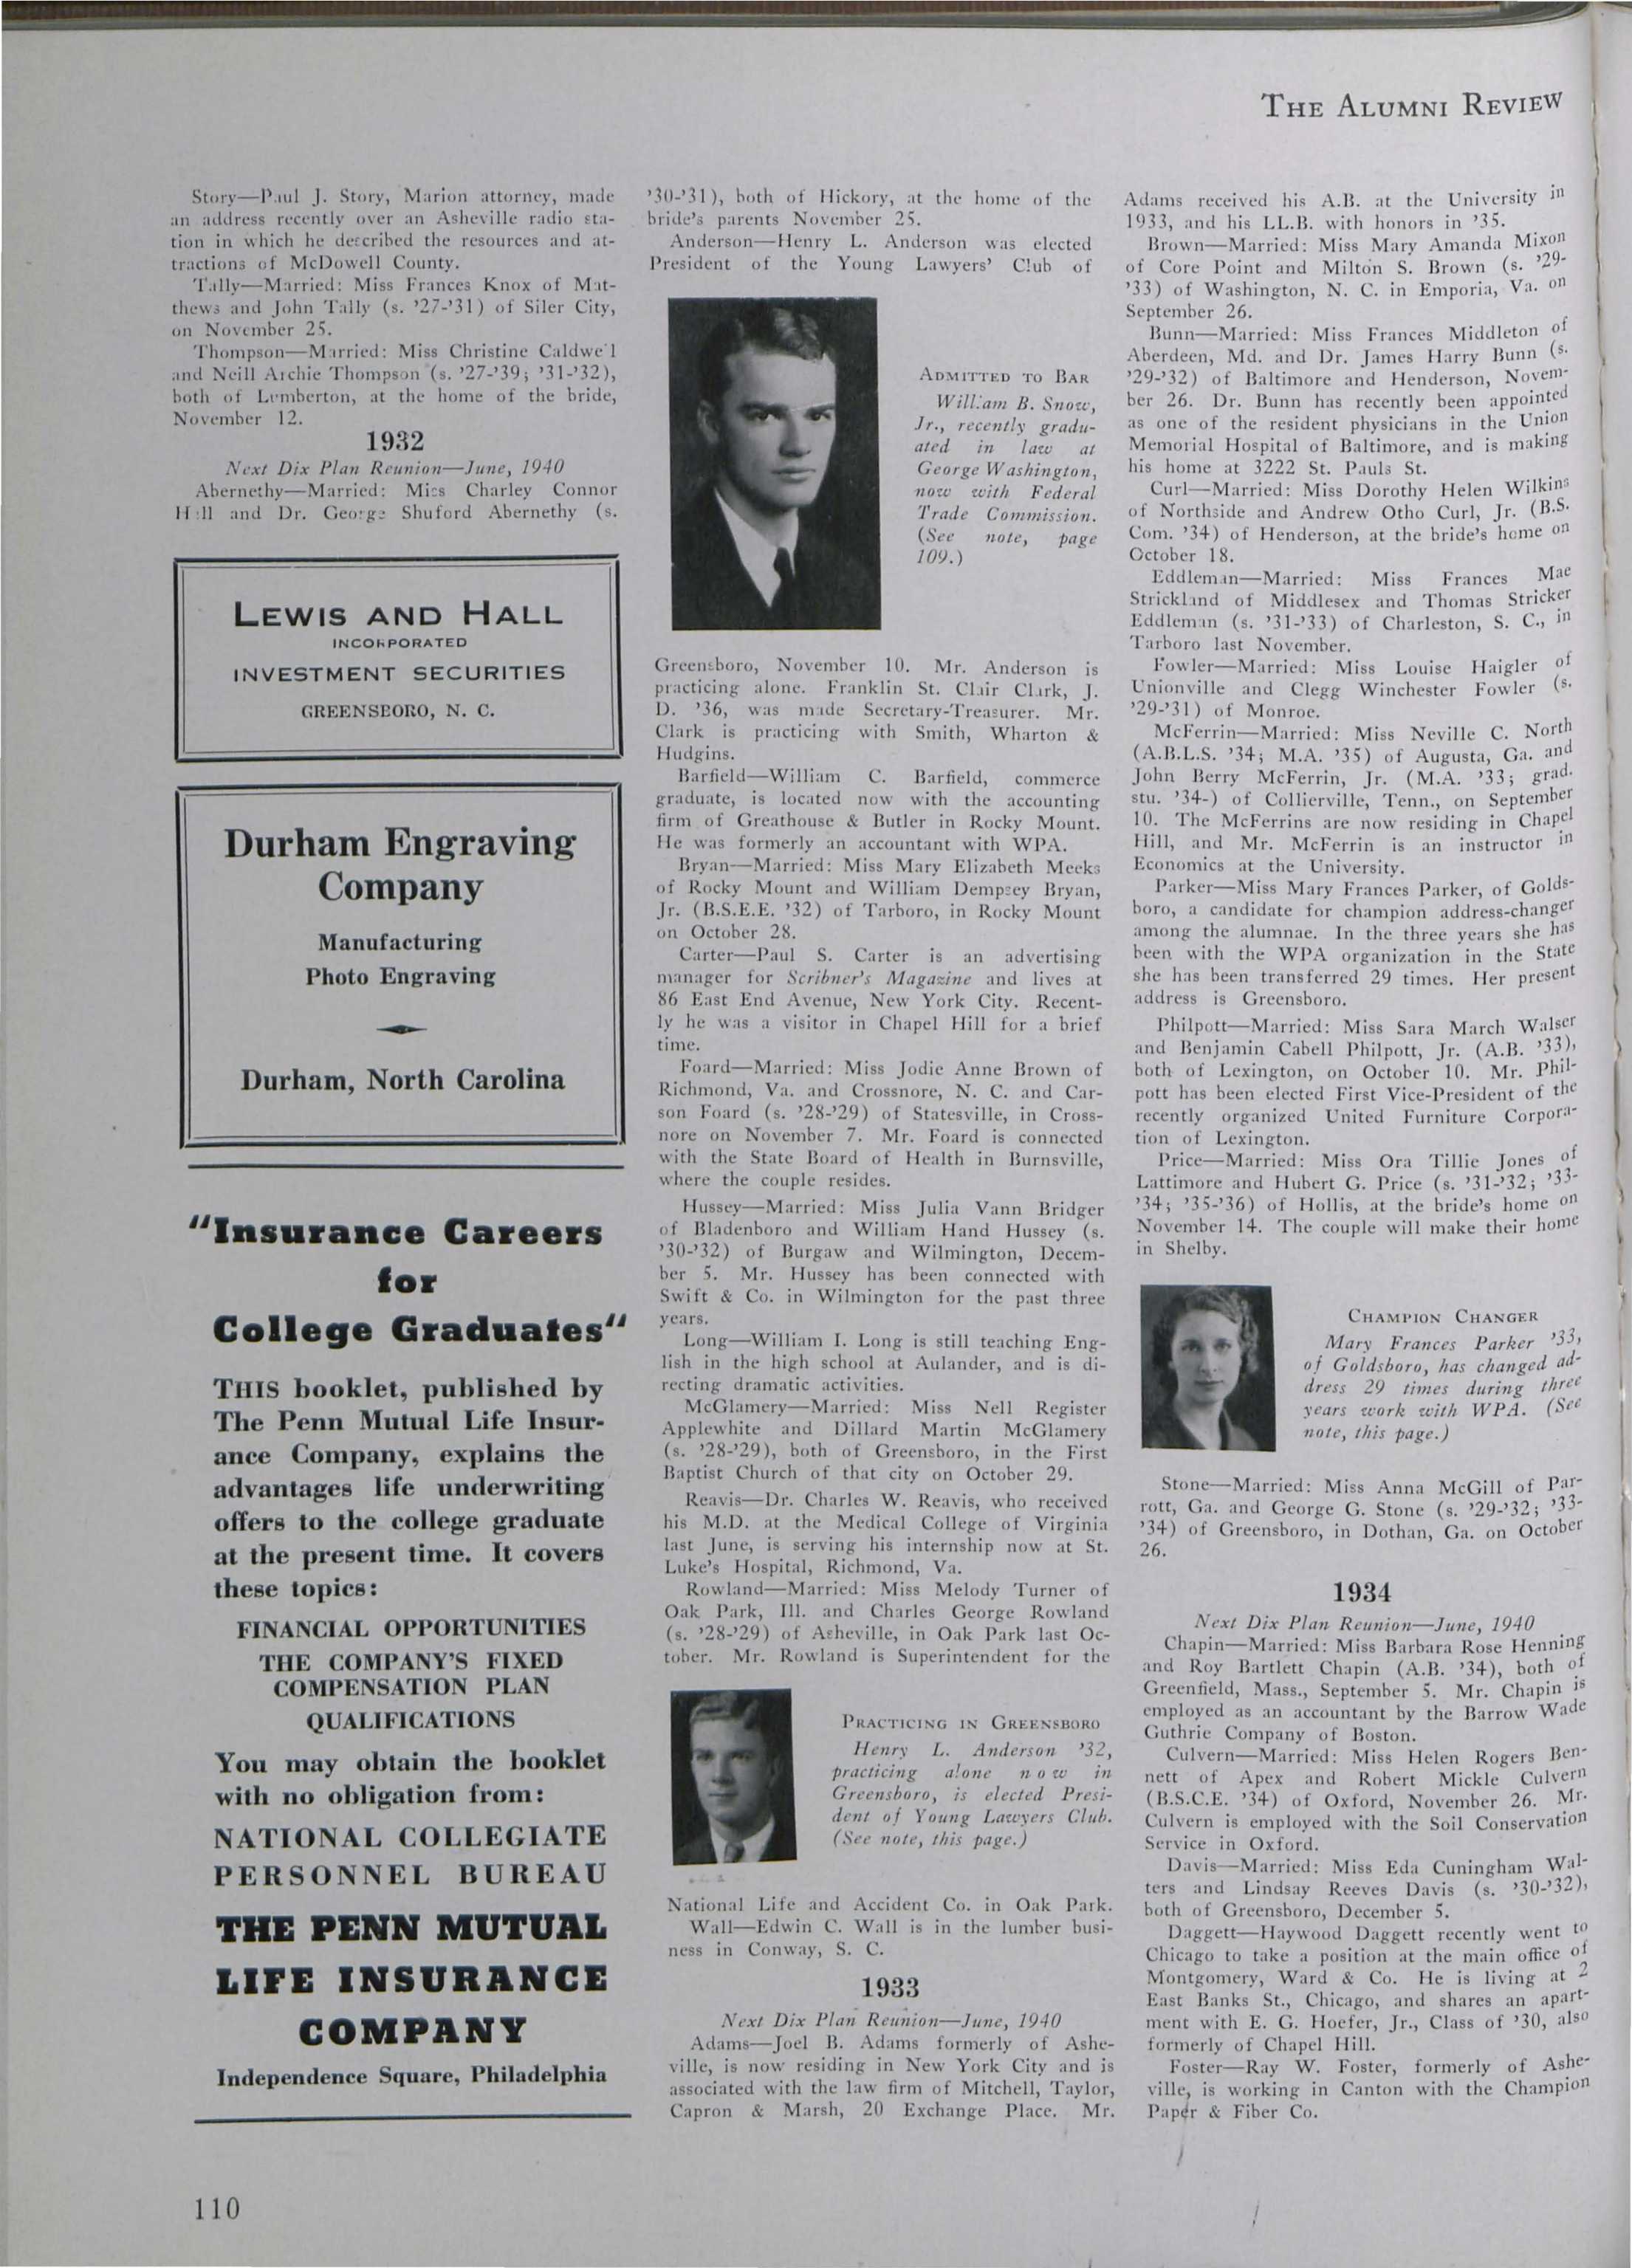 THE ALUMNI REVIEW
Story—Paul J. Story, Marion attorney, made
an address recently over an Asheville radio sta-
tion in which he described the resources and at-
tractions of McDowell County.
Tally—Married: Miss Frances Knox of Mat-
thews and John Tally (s. '27-'31) of Siler City,
on November 25.
Thompson—Married: Miss Christine Caldwell
and Neill Archie Thompson (s. '27-'39; '31-'32),
both of Lumberton, at the home of the bride,
November 12.
1932
Next Dix Plan Reunion—June, 1940
Abernethy—Married: Miss Charley Connor
Hill and Dr. George Shuford Abernethy (s.
LEWIS AND HALL
INCORPORATED
INVESTMENT SECURITIES
GREENSBORO, N. C.
Durham Engraving
Company
Manufacturing
Photo Engraving
Durham, North Carolina
"Insurance Careers
for
College Graduates"
THIS booklet, published by
The Penn Mutual Life Insur-
ance Company, explains the
advantages life underwriting
offers to the college graduate
at the present time. It covers
these topics:
FINANCIAL OPPORTUNITIES
THE COMPANY'S FIXED
COMPENSATION PLAN
QUALIFICATIONS
You may obtain the booklet
with no obligation from:
NATIONAL COLLEGIATE
PERSONNEL BUREAU
THE PENN MUTUAL
LIFE INSURANCE
COMPANY
Independence Square, Philadelphia
'30-'31), both of Hickory, at the home of the
bride's parents November 25.
Anderson—Henry L. Anderson was elected
President of the Young Lawyers' Club of
ADMITTED TO BAR
William B. Snow,
Jr., recently gradu-
ated in law at
George Washington,
now with Federal
Trade Commission.
(See note, page
109.)
Greensboro, November 10. Mr. Anderson is
practicing alone. Franklin St. Clair Clark, J.
D. '36, was made Secretary-Treasurer. Mr.
Clark is practicing with Smith, Wharton &
Hudgins.
Barfield—William C. Barfield, commerce
graduate, is located now with the accounting
firm of Greathouse & Butler in Rocky Mount.
He was formerly an accountant with WPA.
Bryan—Married: Miss Mary Elizabeth Meeks
of Rocky Mount and William Dempsey Bryan,
Jr. (B.S.E.E. '32) of Tarboro, in Rocky Mount
on October 28.
Carter—Paul S. Carter is an advertising
manager for Scribner's Magazine and lives at
86 East End Avenue, New York City. Recent-
ly he was a visitor in Chapel Hill for a brief
time.
Foard—Married: Miss Jodie Anne Brown of
Richmond, Va. and Crossnore, N. C. and Car-
son Foard (s. '28-'29) of Statesville, in Cross-
nore on November 7. Mr. Foard is connected
with the State Board of Health in Burnsville,
where the couple resides.
Hussey—Married: Miss Julia Vann Bridger
of Bladenboro and William Hand Hussey (s.
'30-'32) of Burgaw and Wilmington, Decem-
ber 5. Mr. Hussey has been connected with
Swift & Co. in Wilmington for the past three
years.
Long—William I. Long is still teaching Eng-
lish in the high school at Aulander, and is di-
recting dramatic activities.
McGlamery—Married: Miss Nell Register
Applewhite and Dillard Martin McGlamery
(s. '28-'29), both of Greensboro, in the First
Baptist Church of that city on October 29.
Reavis—Dr. Charles W. Reavis, who received
his M.D. at the Medical College of Virginia
last June, is serving his internship now at St.
Luke's Hospital, Richmond, Va.
Rowland—Married: Miss Melody Turner of
Oak Park, Ill. and Charles George Rowland
(s. '28-'29) of Asheville, in Oak Park last Oc-
tober. Mr. Rowland is Superintendent for the
PRACTICING IN GREENSBORO
Henry L. Anderson '32,
practicing alone now in
Greensboro, is elected Presi-
dent of Young Lawyers Club.
(See note, this page.)
National Life and Accident Co. in Oak Park.
Wall—Edwin C. Wall is in the lumber busi-
ness in Conway, S. C.
1933
Next Dix Plan Reunion—June, 1940
Adams—Joel B. Adams formerly of Ashe-
ville, is now residing in New York City and is
associated with the law firm of Mitchell, Taylor,
Capron & Marsh, 20 Exchange Place. Mr.
Adams received his A.B. at the University in
1933, and his LL.B. with honors in '35.
Brown—Married: Miss Mary Amanda Mixon
of Core Point and Milton S. Brown (s. '29-
'33) of Washington, N. C. in Emporia, Va. on
September 26.
Bunn—Married: Miss Frances Middleton of
Aberdeen, Md. and Dr. James Harry Bunn (s.
'29-'32) of Baltimore and Henderson, Novem-
ber 26. Dr. Bunn has recently been appointed
as one of the resident physicians in the Union
Memorial Hospital of Baltimore, and is making
his home at 3222 St. Pauls St.
Curl—Married: Miss Dorothy Helen Wilkins
of Northside and Andrew Otho Curl, Jr. (B.S.
Com. '34) of Henderson, at the bride's home on
October 18.
Eddleman—Married: Miss Frances Mae
Strickland of Middlesex and Thomas Stricker
Eddleman (s. '31-'33) of Charleston, S. C., in
Tarboro last November.
Fowler—Married: Miss Louise Haigler of
Unionville and Clegg Winchester Fowler (s.
'29-'31) of Monroe.
McFerrin—Married: Miss Neville C. North
(A.B.L.S. '34; M.A. '35) of Augusta, Ga. and
John Berry McFerrin, Jr. (M.A. '33; grad.
stu. '34-) of Collierville, Tenn., on September
10. The McFerrins are now residing in Chapel
Hill, and Mr. McFerrin is an instructor in
Economics at the University.
Parker—Miss Mary Frances Parker, of Golds-
boro, a candidate for champion address-changer
among the alumnae. In the three years she has
been with the WPA organization in the State
she has been transferred 29 times. Her present
address is Greensboro.
Philpott—Married: Miss Sara March Walser
and Benjamin Cabell Philpott, Jr. (A.B. '33),
both of Lexington, on October 10. Mr. Phil-
pott has been elected First Vice-President of the
recently organized United Furniture Corpora-
tion of Lexington.
Price—Married: Miss Ora Tillie Jones of
Lattimore and Hubert G. Price (s. '31-'32; '33-
'34; '35-'36) of Hollis, at the bride's home on
November 14. The couple will make their home
in Shelby.
CHAMPION CHANGER
Mary Frances Parker '33,
of Goldsboro, has changed ad-
dress 29 times during three
years work with WPA. (See
note, this page.)
Stone—Married: Miss Anna McGill of Par-
rott, Ga. and George G. Stone (s. '29-'32; '33-
'34) of Greensboro, in Dothan, Ga. on October
26.
1934
Next Dix Plan Reunion—June, 1940
Chapin—Married: Miss Barbara Rose Henning
and Roy Bartlett Chapin (A.B. '34), both of
Greenfield, Mass., September 5. Mr. Chapin is
employed as an accountant by the Barrow Wade
Guthrie Company of Boston.
Culvern—Married: Miss Helen Rogers Ben-
nett of Apex and Robert Mickle Culvern
(B.S.C.E. '34) of Oxford, November 26. Mr.
Culvern is employed with the Soil Conservation
Service in Oxford.
Davis—Married: Miss Eda Cuningham Wal-
ters and Lindsay Reeves Davis (s. '30-'32),
both of Greensboro, December 5.
Daggett—Haywood Daggett recently went to
Chicago to take a position at the main office of
Montgomery, Ward & Co. He is living at 2
East Banks St., Chicago, and shares an apart-
ment with E. G. Hoefer, Jr., Class of '30, also
formerly of Chapel Hill.
Foster—Ray W. Foster, formerly of Ashe-
ville, is working in Canton with the Champion
Paper & Fiber Co.
110